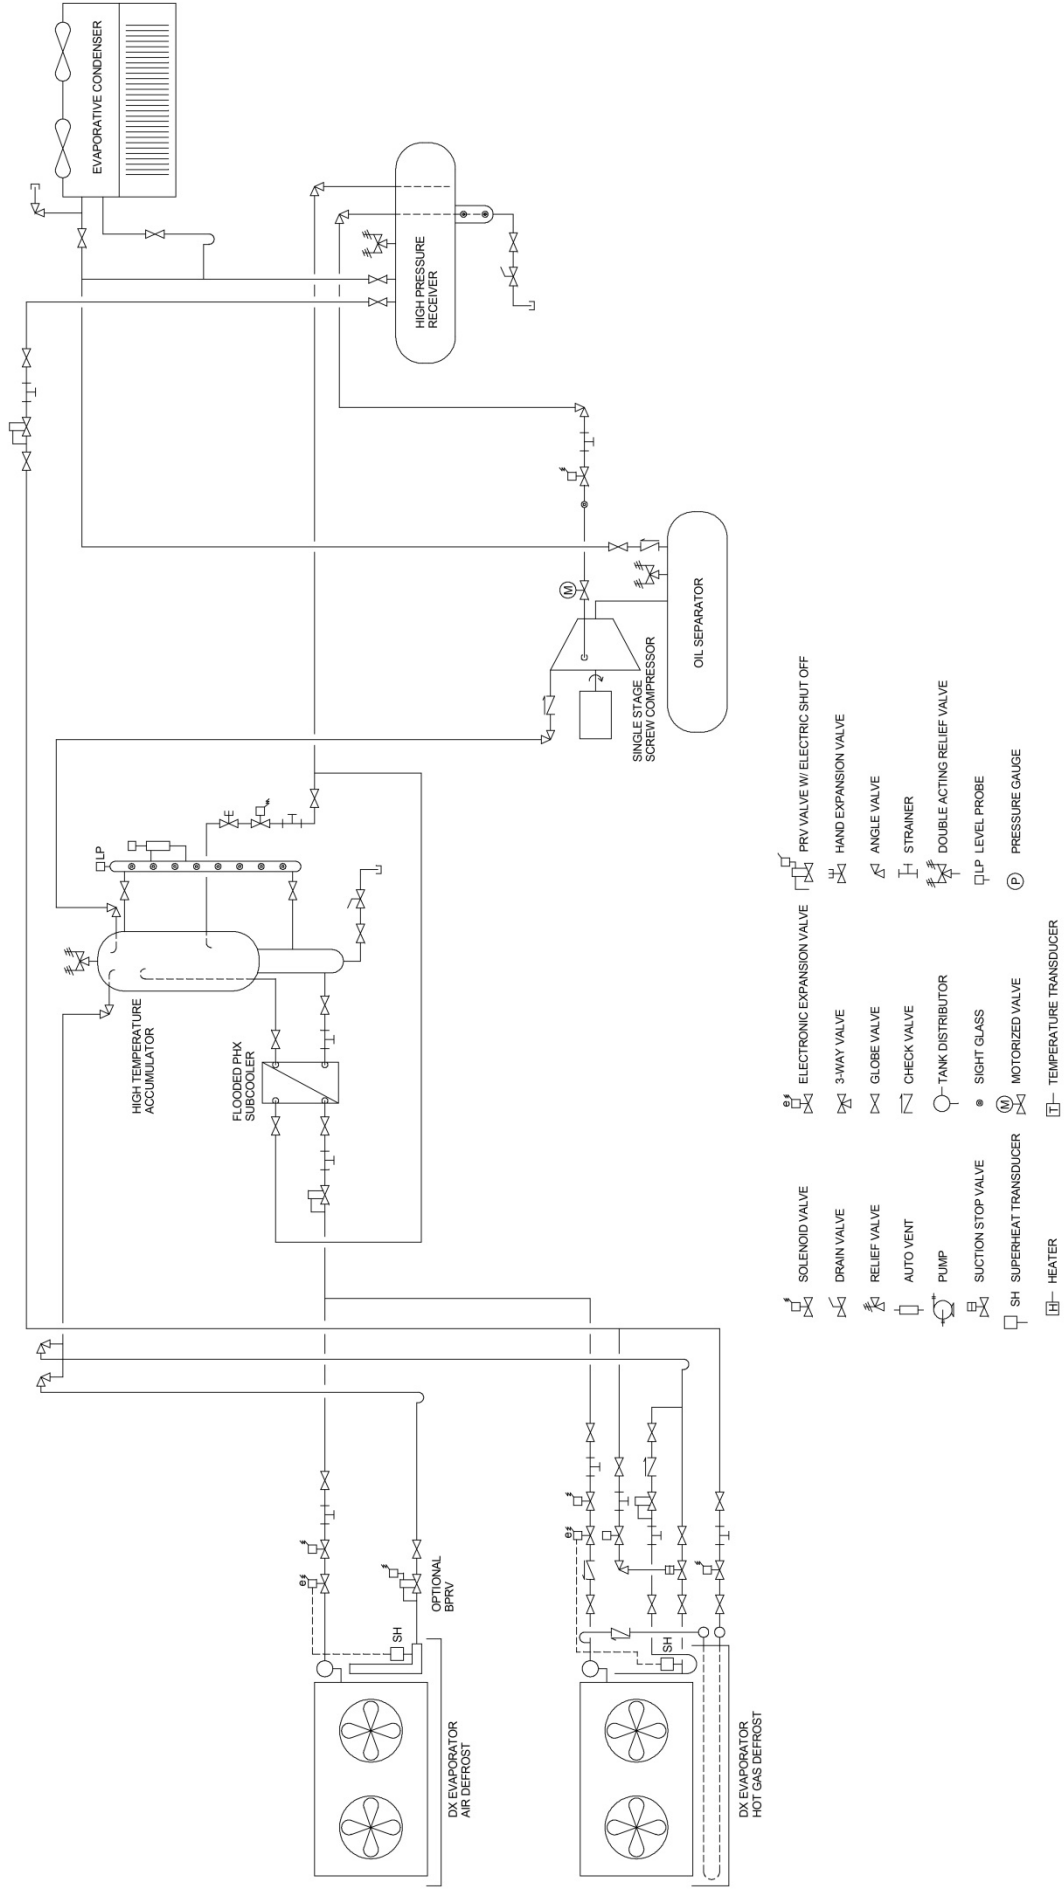 EVAPORATIVE CONDENSER
HIGH PRESSURE
RECEIVER
M
OIL SEPARATOR
SINGLE STAGE
SCREW COMPRESSOR
LP
HIGH TEMPERATURE
ACCUMULATOR
FLOODED PHX
SUBCOOLER
OPTIONAL
BPRV
e
SH
DX EVAPORATOR
AIR DEFROST
e
SH
DX EVAPORATOR
HOT GAS DEFROST
SOLENOID VALVE
DRAIN VALVE
RELIEF VALVE
AUTO VENT
PUMP
SUCTION STOP VALVE
SH SUPERHEAT TRANSDUCER
H HEATER
e ELECTRONIC EXPANSION VALVE
3-WAY VALVE
GLOBE VALVE
CHECK VALVE
TANK DISTRIBUTOR
SIGHT GLASS
M MOTORIZED VALVE
T TEMPERATURE TRANSDUCER
PRV VALVE W/ ELECTRIC SHUT OFF
HAND EXPANSION VALVE
ANGLE VALVE
STRAINER
DOUBLE ACTING RELIEF VALVE
LP LEVEL PROBE
P PRESSURE GAUGE